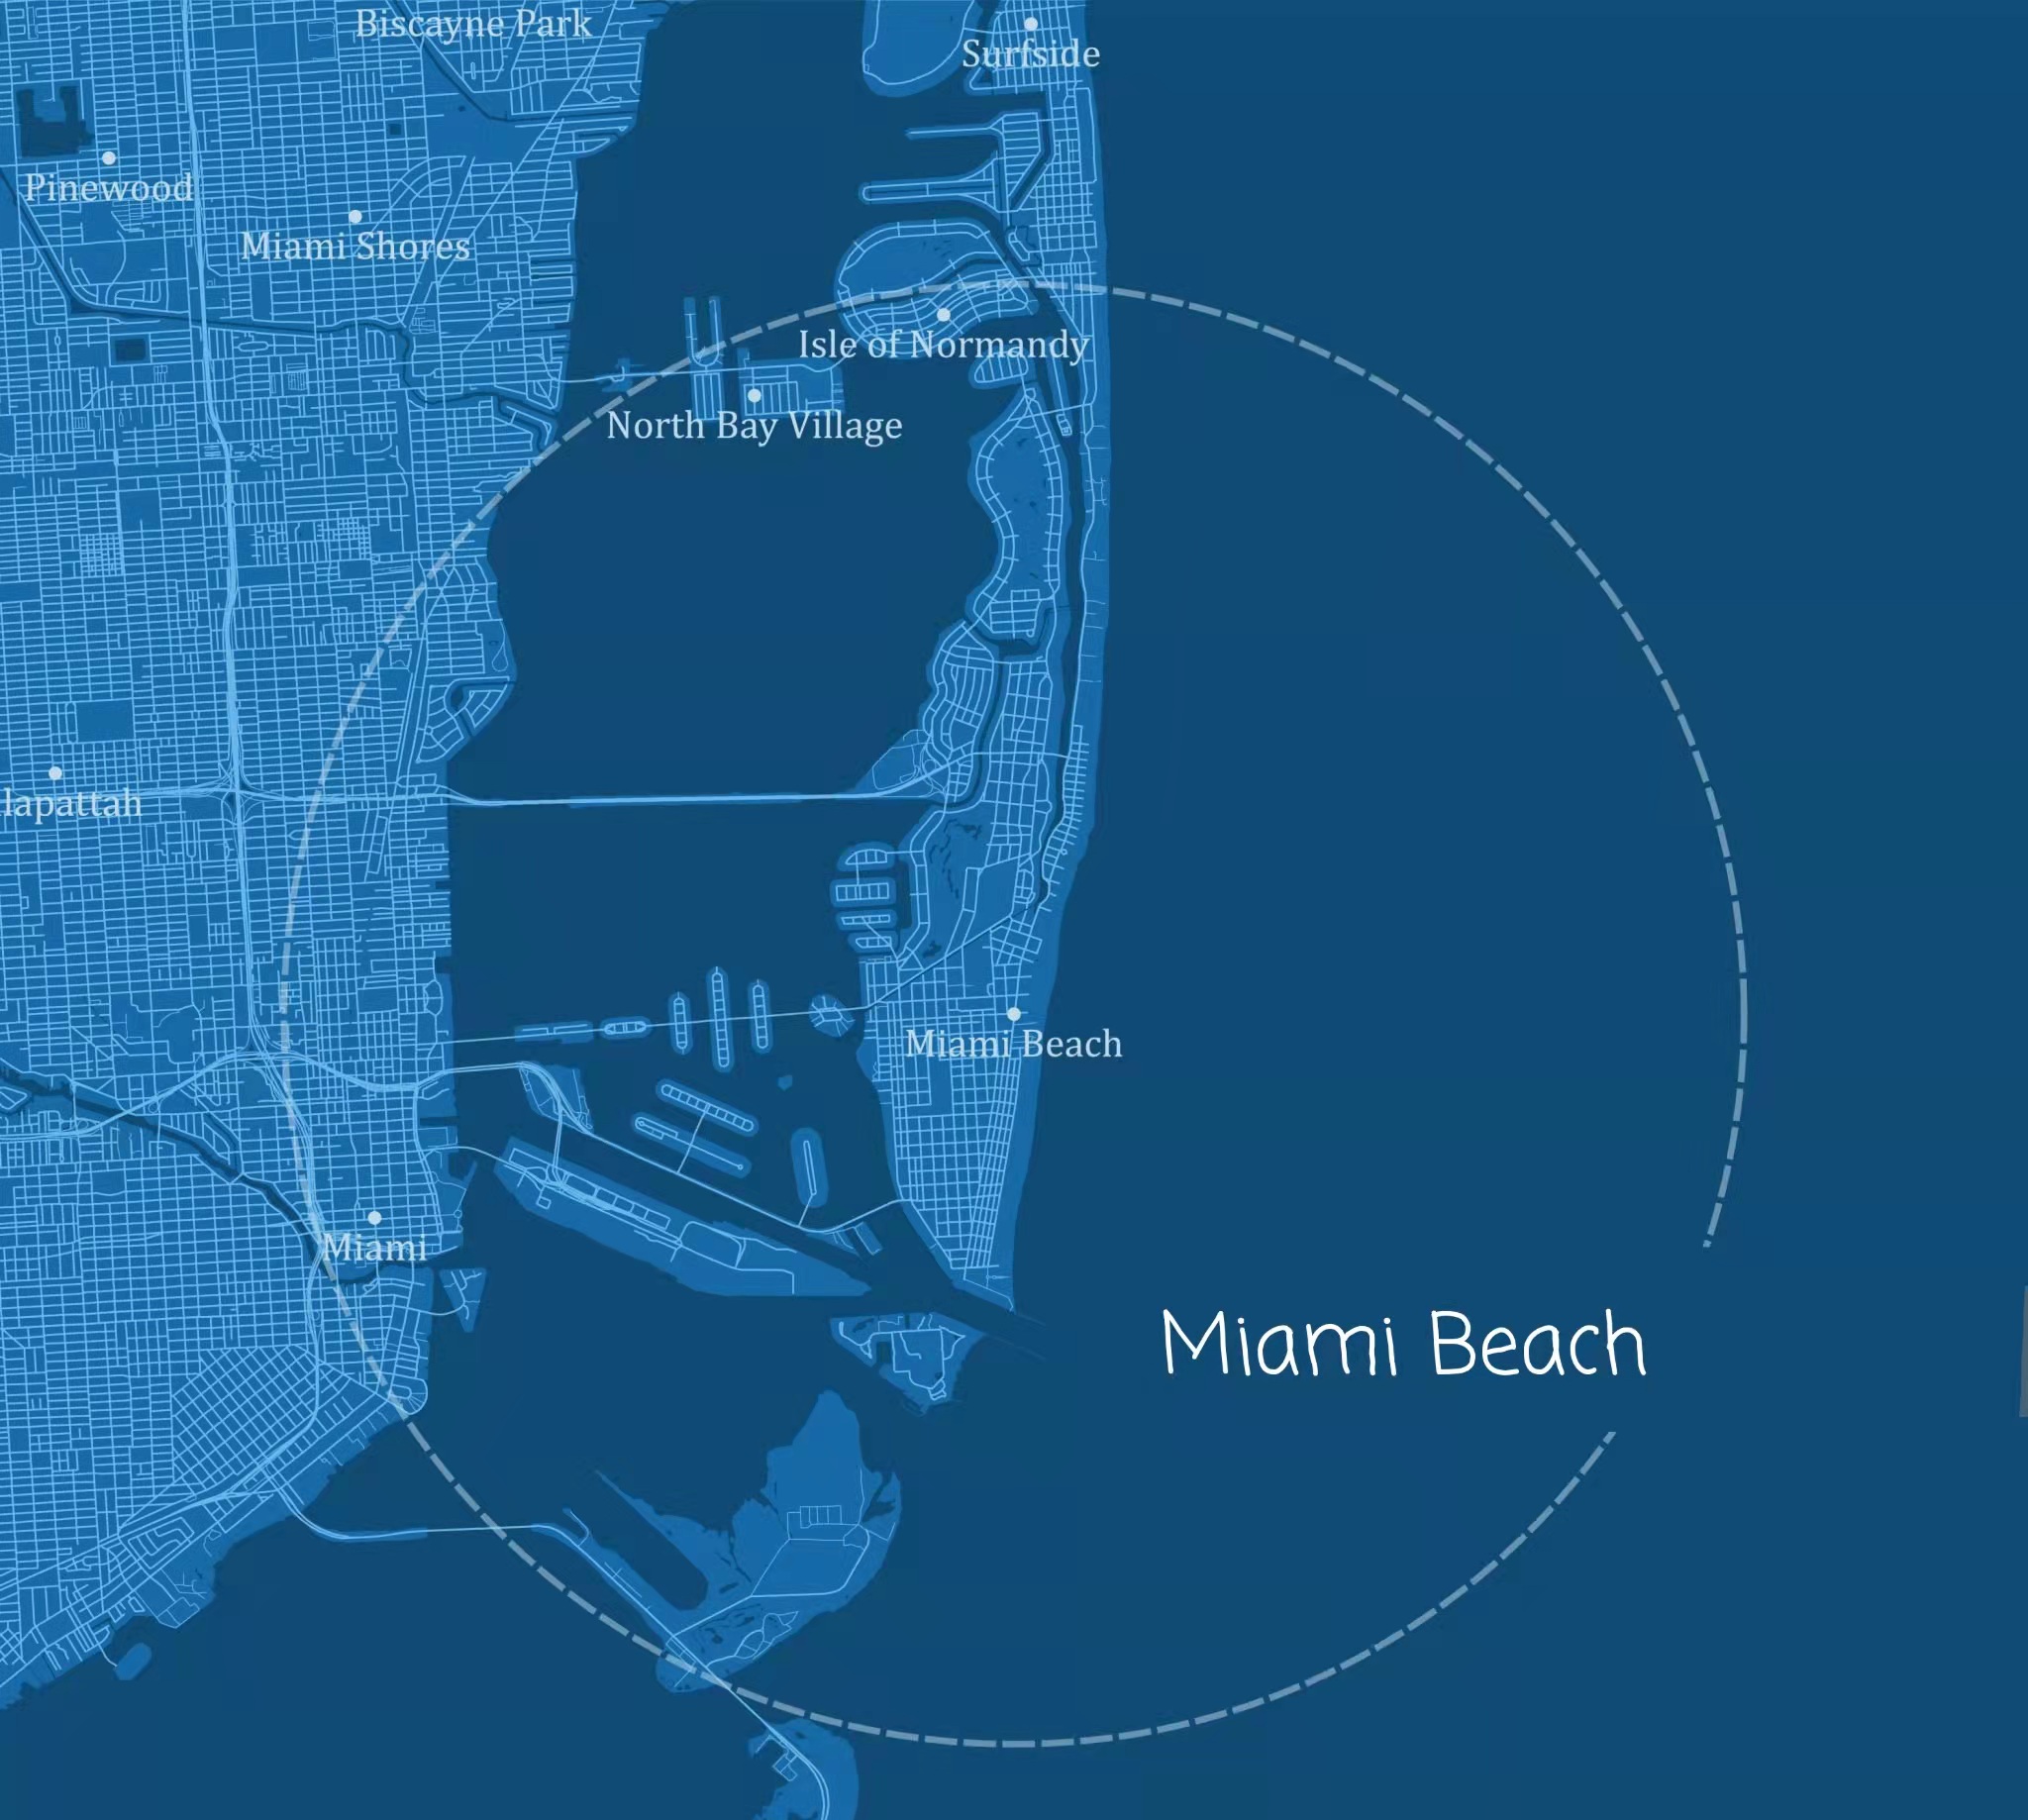 Biscayne Park
Surfside
Pinewood
Miami Shores
Isle of Normandy
North Bay Village
lapattah
Miami Beach
Miami
Miami Beach